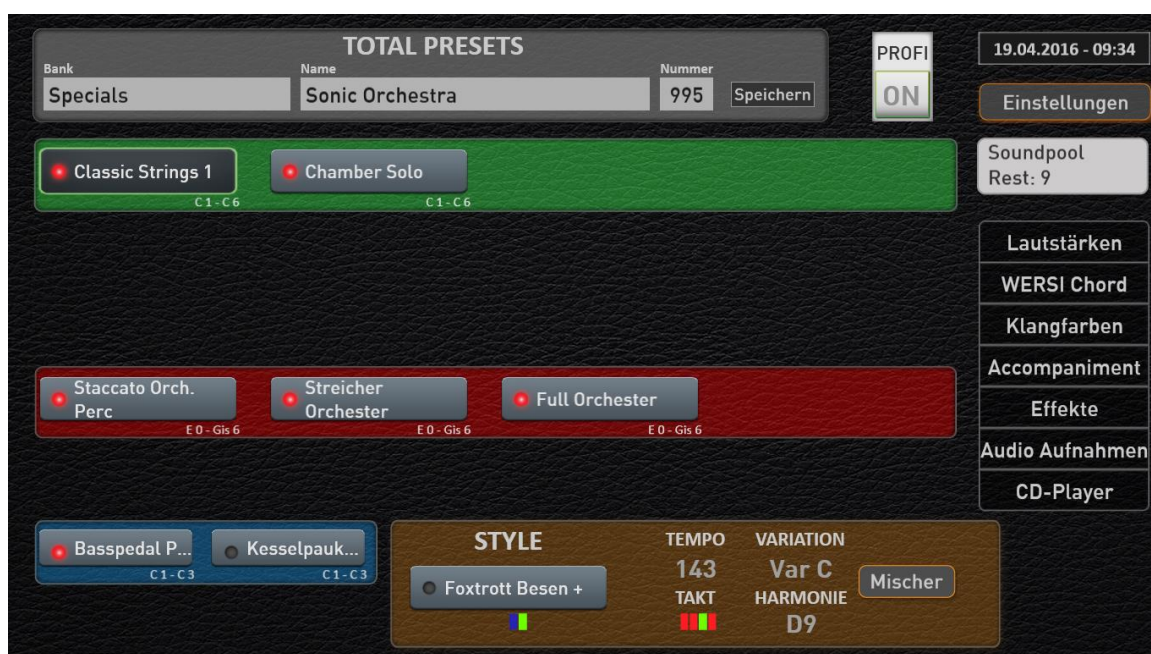 TOTAL PRESETS
Bank
Name
Nummer
Specials
Sonic Orchestra
995
Speichern
PROFI
ON
19.04.2016 - 09:34
Einstellungen
Soundpool
Rest: 9
Classic Strings 1
Chamber Solo
C1-C6
C1-C6
Lautstärken
WERSI Chord
Klangfarben
Accompaniment
Effekte
Audio Aufnahmen
CD-Player
Staccato Orch.
Perc
Streicher
Orchester
Full Orchester
E 0 - Gis 6
E 0 - Gis 6
E 0 - Gis 6
Basspedal P...
Kesselpauk...
C1-C3
C1-C3
STYLE
Foxtrott Besen +
TEMPO
143
TAKT
VARIATION
Var C
HARMONIE
D9
Mischer